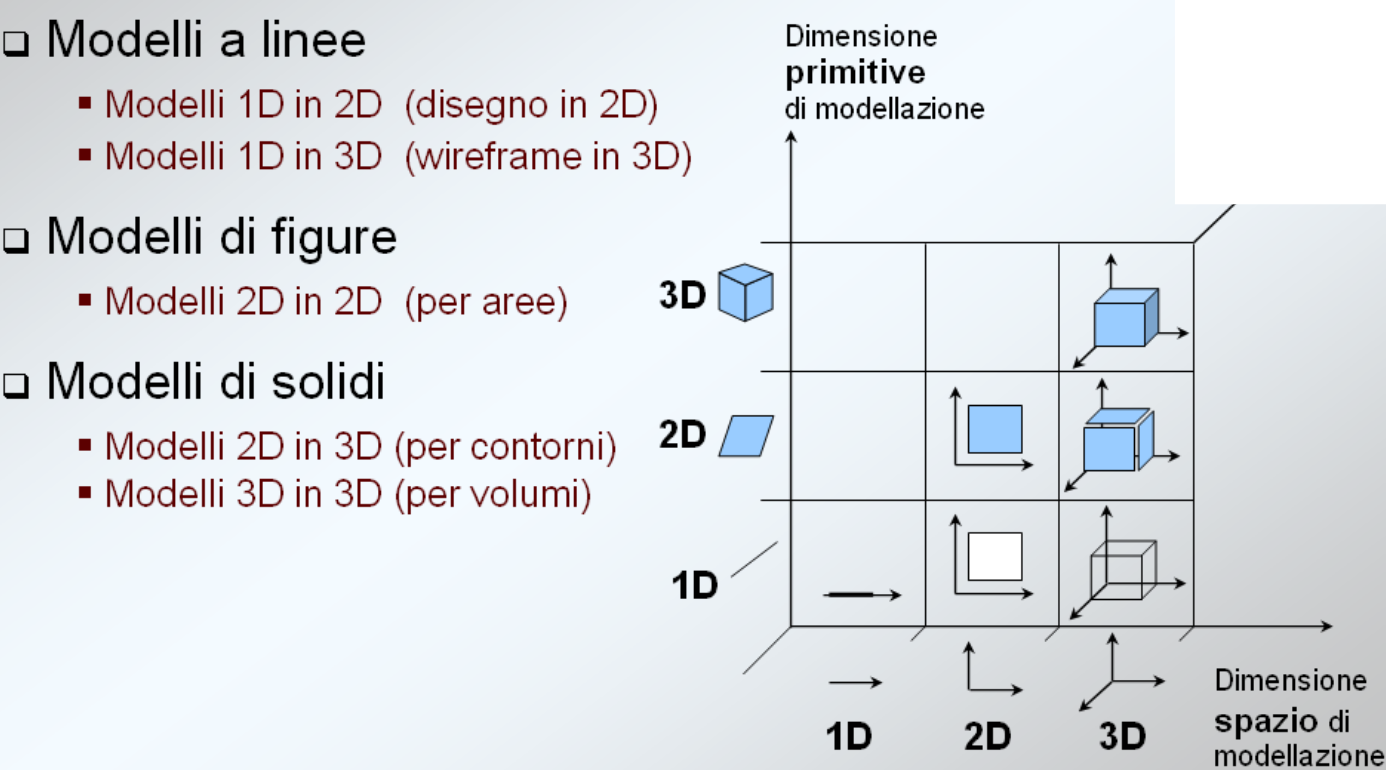 Modelli a linee
Modelli 1D in 2D (disegno in 2D)
Modelli 1D in 3D (wireframe in 3D)
Modelli di figure
Modelli 2D in 2D (per aree)
Modelli di solidi
Modelli 2D in 3D (per contorni)
Modelli 3D in 3D (per volumi)
Dimensione
primitive
di modellazione
3D
2D
1D
1D 2D 3D
Dimensione
spazio di
modellazione